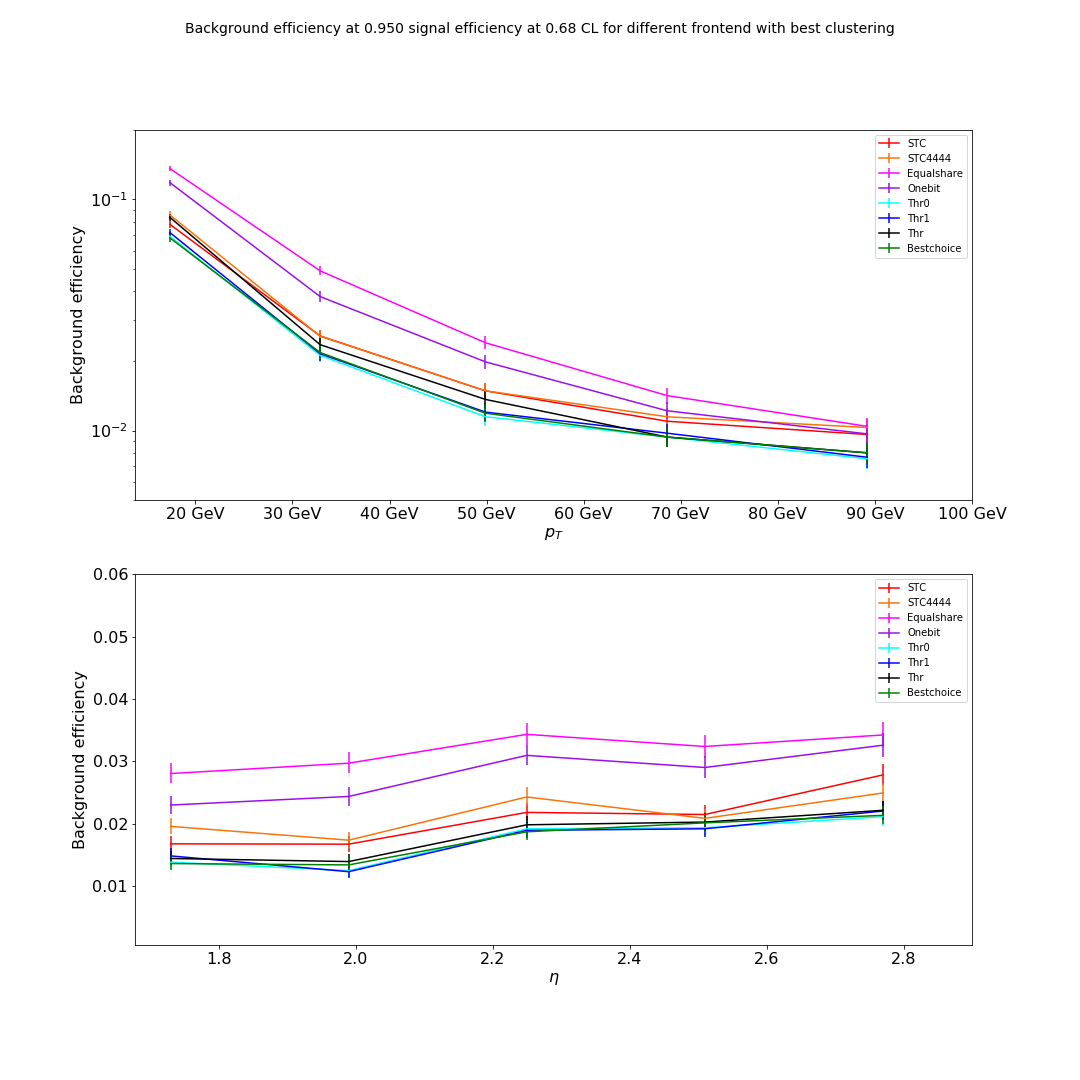 Background efficiency at 0.950 signal efficiency at 0.68 CL for different frontend with best clustering
Background efficiency
10⁻¹
10⁻²
STC
STC4444
Equalshare
Onebit
Thr0
Thr1
Thr
Bestchoice
20 GeV 30 GeV 40 GeV 50 GeV 60 GeV 70 GeV 80 GeV 90 GeV 100 GeV
p_T
Background efficiency
0.06
0.05
0.04
0.03
0.02
0.01
STC
STC4444
Equalshare
Onebit
Thr0
Thr1
Thr
Bestchoice
1.8 2.0 2.2 2.4 2.6 2.8
η